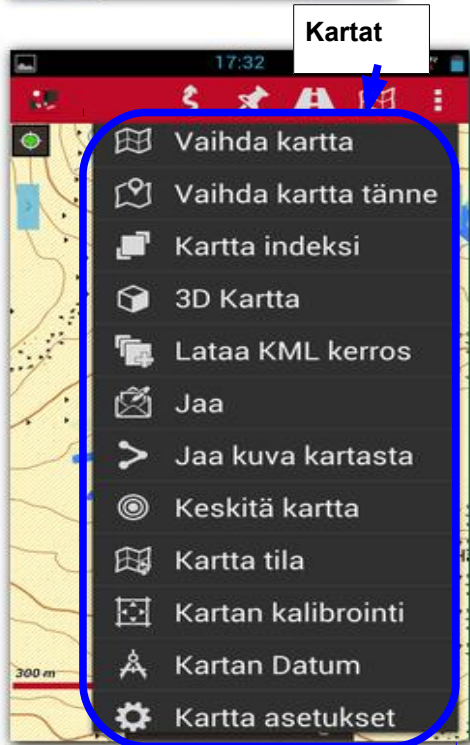 Kartat
17:32
Vaihda kartta
Vaihda kartta tänne
Kartta indeksi
3D Kartta
Lataa KML kerros
Jaa
Jaa kuva kartasta
Keskitä kartta
Kartta tila
Kartan kalibrointi
Kartan Datum
300 m
Kartta asetukset